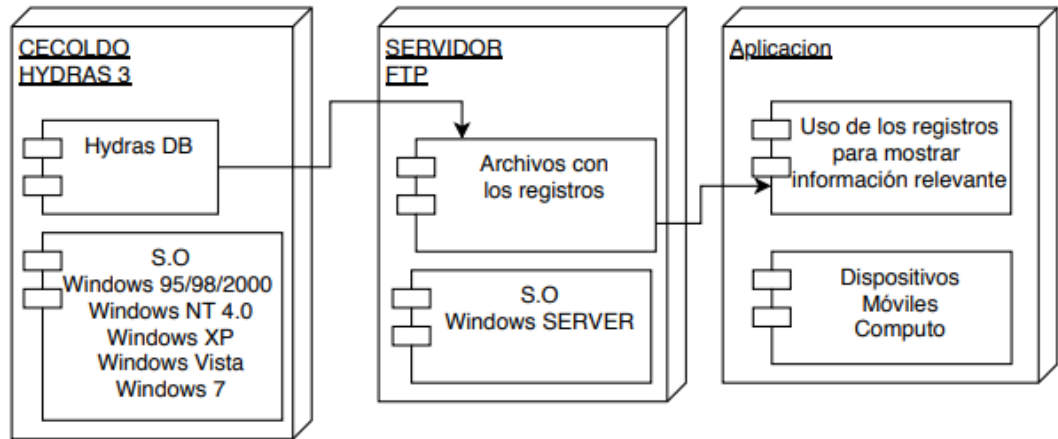 CECOLDO
HYDRAS 3
Hydras DB
S.O
Windows 95/98/2000
Windows NT 4.0
Windows XP
Windows Vista
Windows 7
SERVIDOR
FTP
Archivos con
los registros
S.O
Windows SERVER
Aplicacion
Uso de los registros
para mostrar
información relevante
Dispositivos
Móviles
Computo